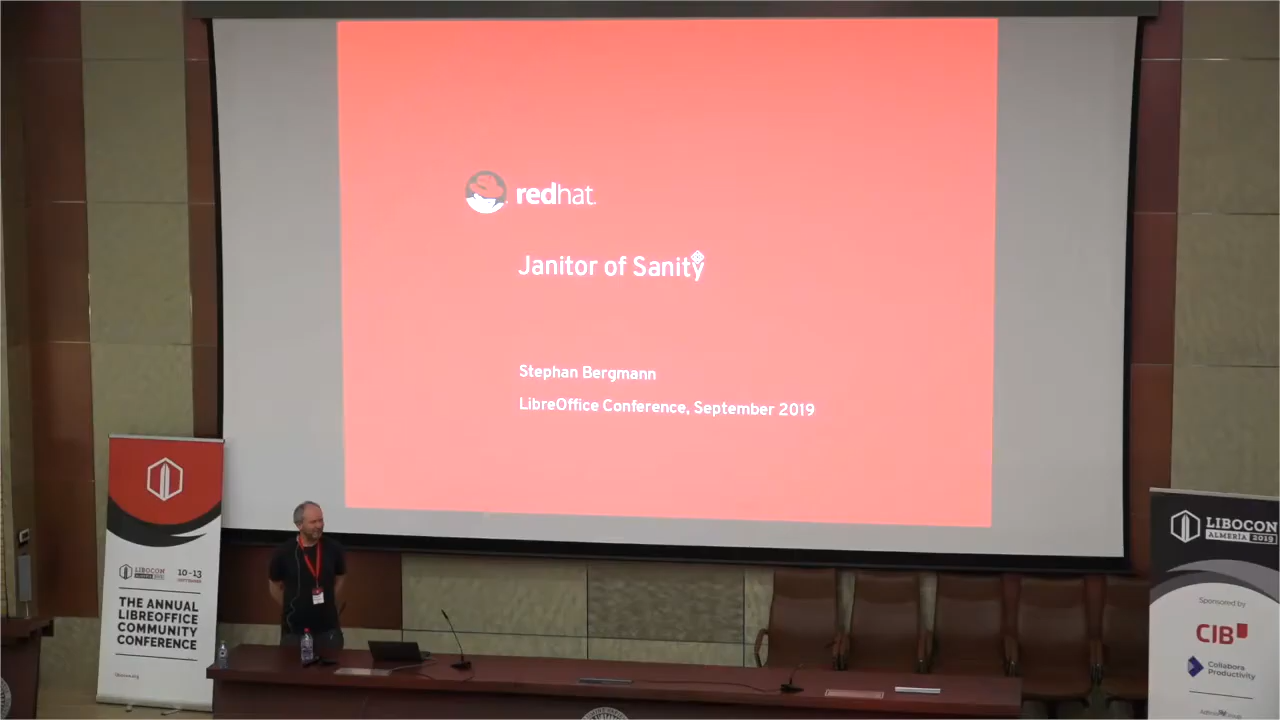 redhat.
Janitor of Sanity
Stephan Bergmann
LibreOffice Conference, September 2019
LIBOCON
10-13
SEPTEMBER
THE ANNUAL
LIBREOFFICE
COMMUNITY
CONFERENCE
LIBOCON
ALMERÍA 2019
Sponsored by
CIB
Collabora
Productivity